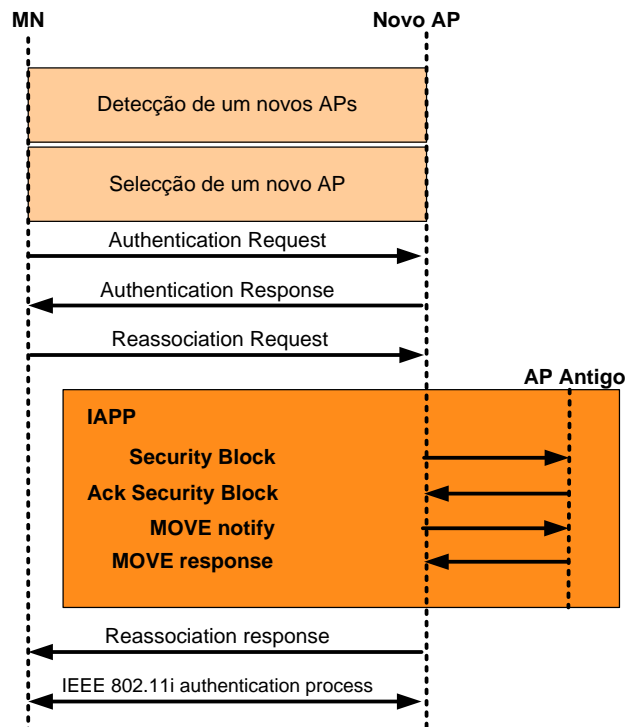 MN
Novo AP
Detecção de um novos APs
Selecção de um novo AP
Authentication Request
Authentication Response
Reassociation Request
AP Antigo
IAPP
Security Block
Ack Security Block
MOVE notify
MOVE response
Reassociation response
IEEE 802.11i authentication process